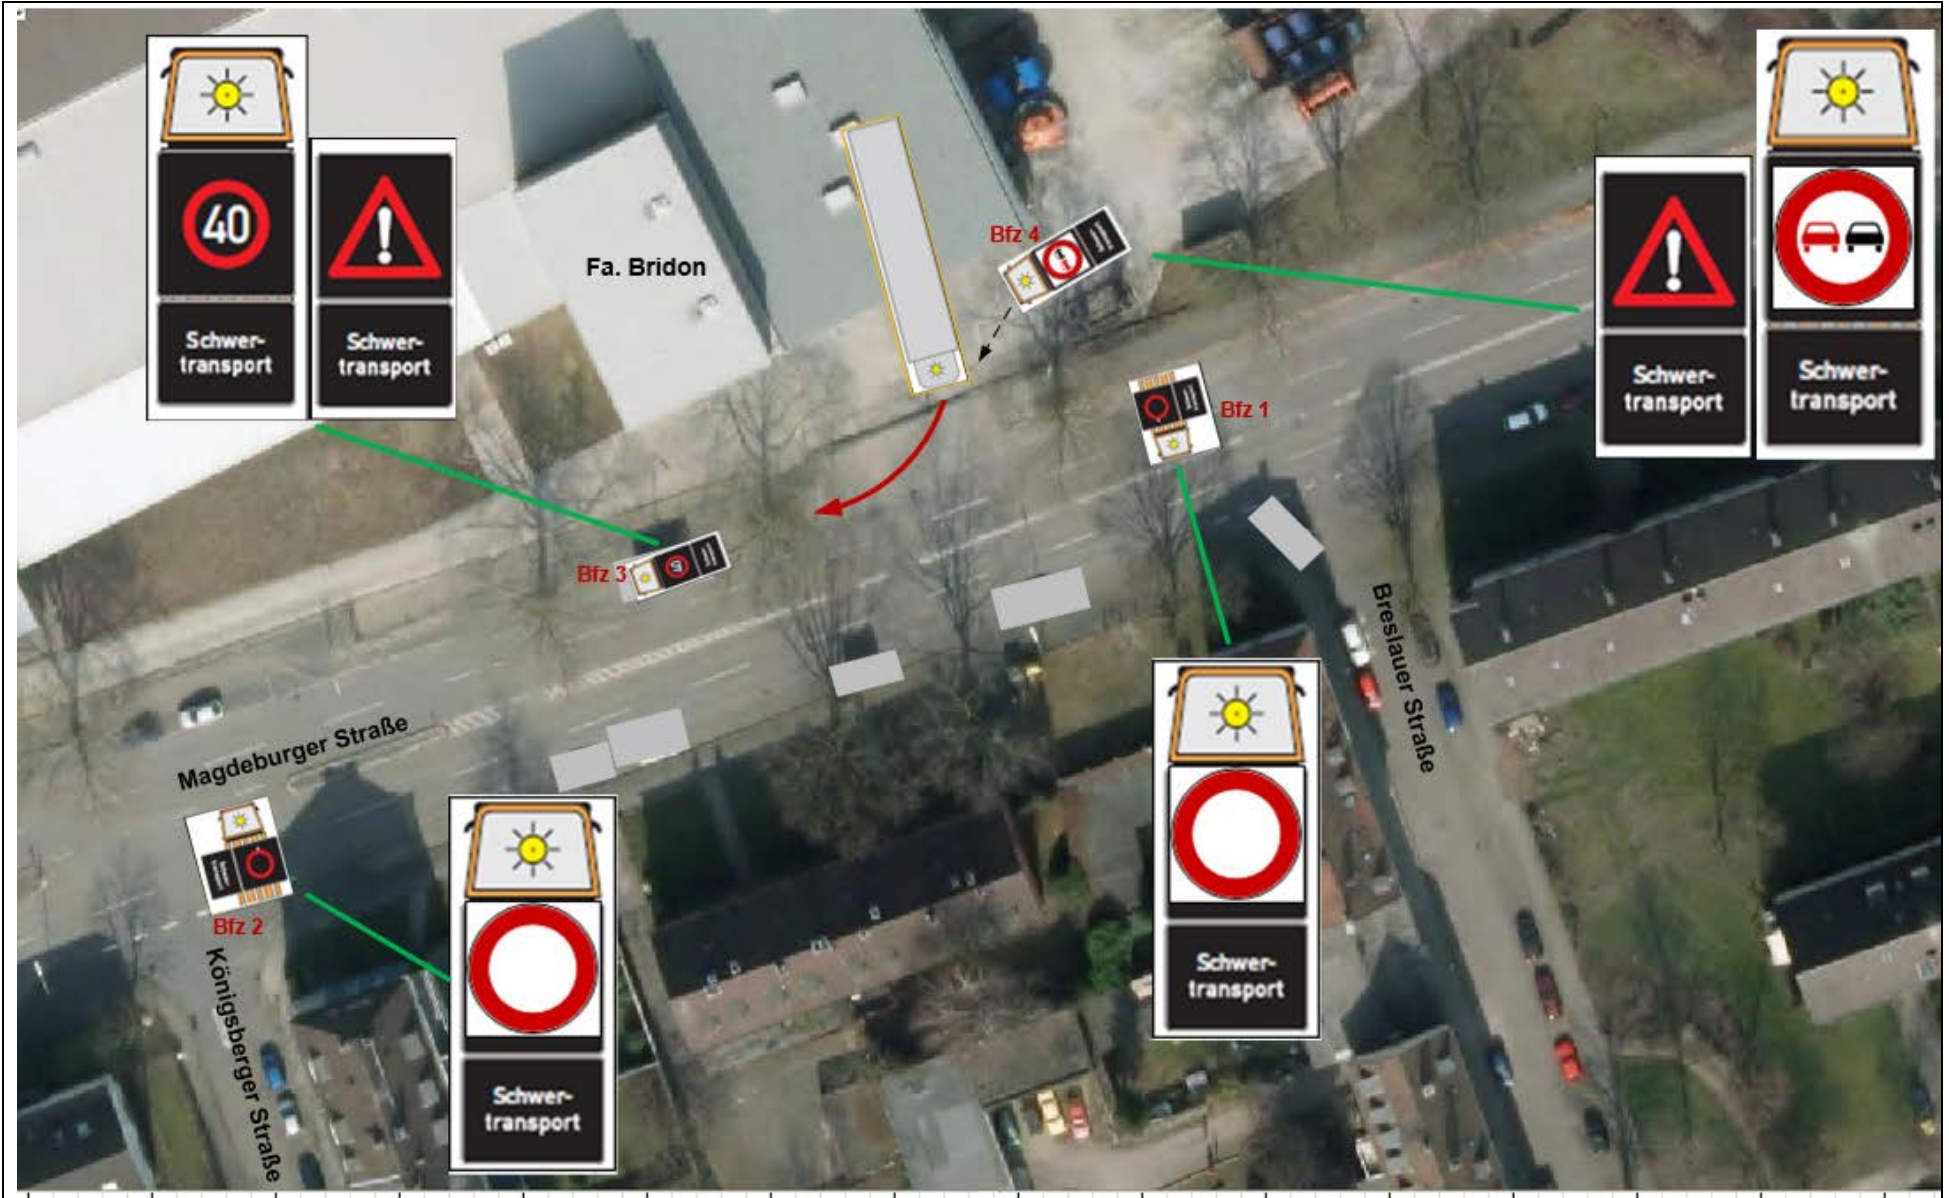 40
Schwer-
transport
Schwer-
transport
Fa. Bridon
Bfz 4
Schwer-
transport
Schwer-
transport
Bfz 1
Bfz 3
40
Breslauer Straße
Magdeburger Straße
Schwer-
transport
Bfz 2
Königsberger Straße
Schwer-
transport